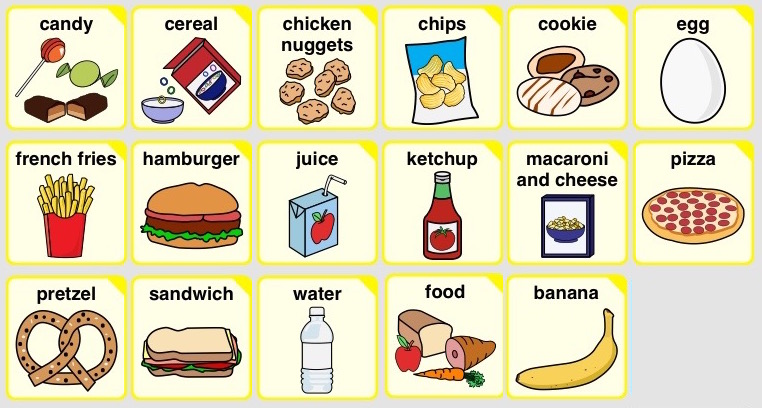 candy
cereal
chicken
nuggets
chips
cookie
egg
french fries
hamburger
juice
ketchup
macaroni
and cheese
pizza
pretzel
sandwich
water
food
banana